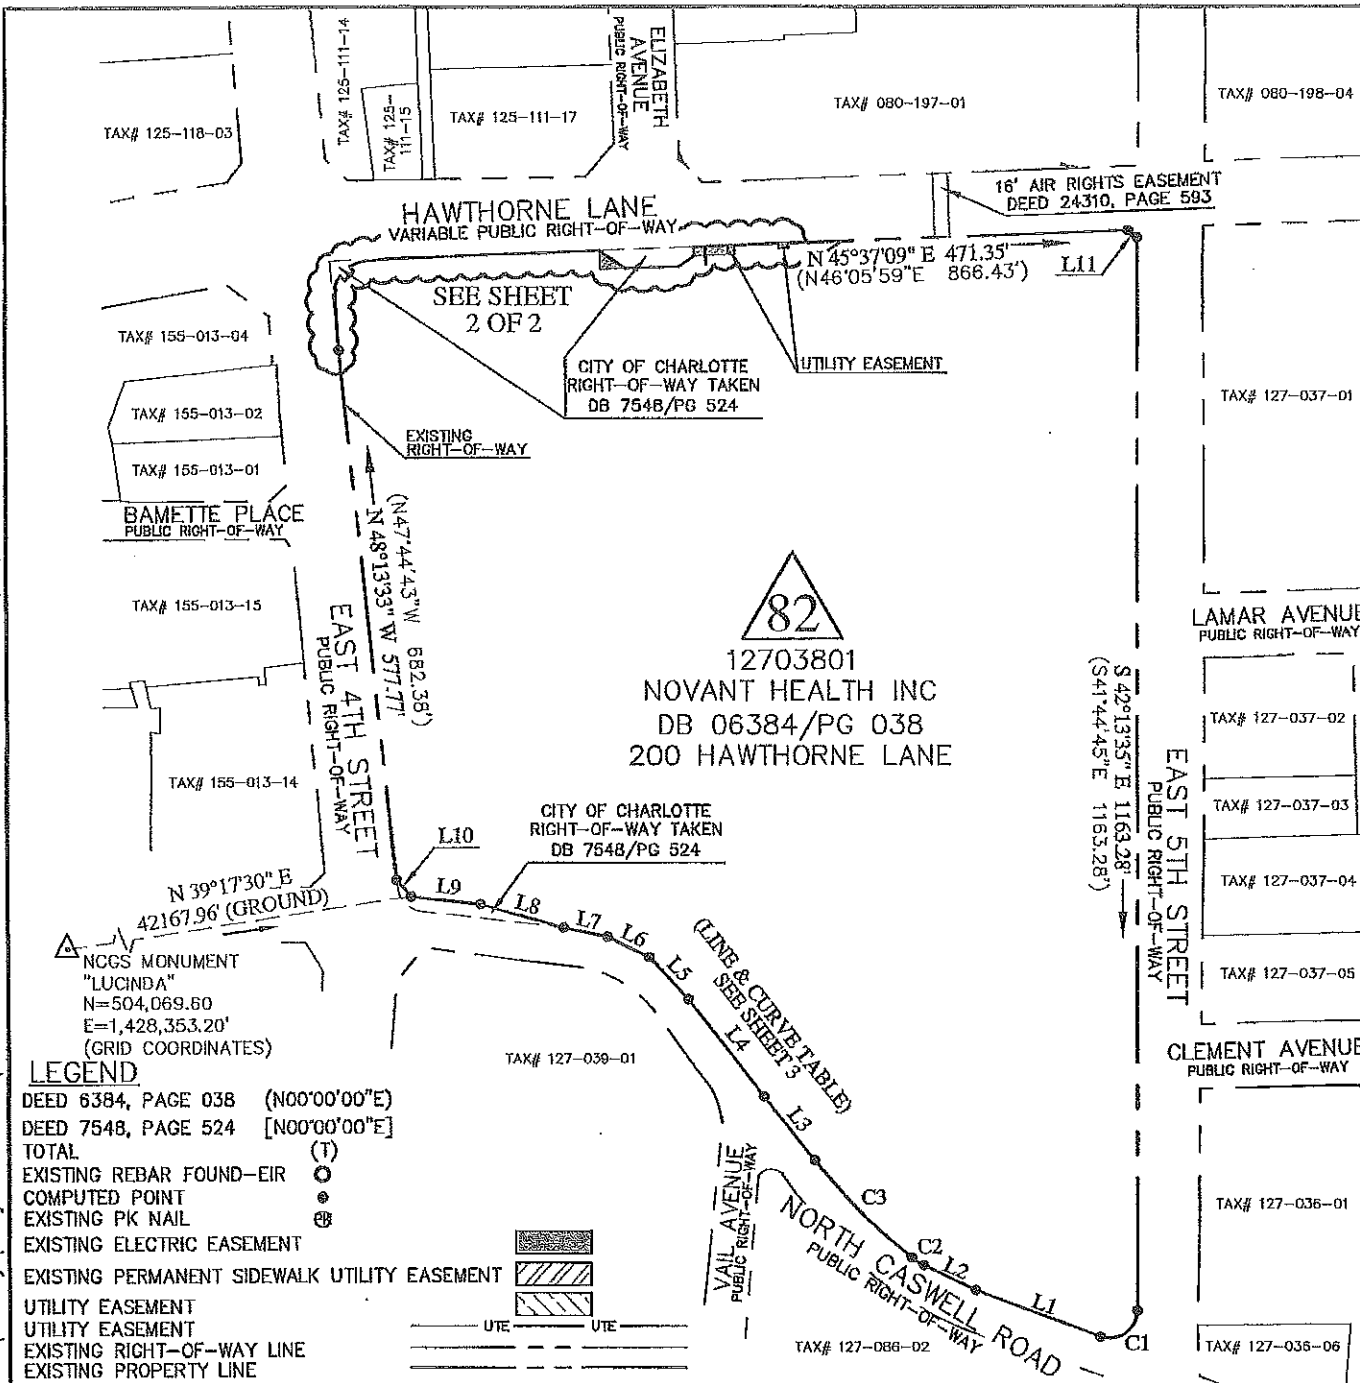 TAX# 125-118-03
TAX# 125-111-14
TAX# 125-
111-15
TAX# 125-111-17
ELIZABETH
AVENUE
PUBLIC RIGHT-OF-WAY
TAX# 080-197-01
TAX# 080-198-04
16' AIR RIGHTS EASEMENT
DEED 24310, PAGE 593
HAWTHORNE LANE
VARIABLE PUBLIC RIGHT-OF-WAY
N 45°37'09" E 471.35'
(N46°05'59"E 866.43')
L11
SEE SHEET
2 OF 2
CITY OF CHARLOTTE
RIGHT-OF-WAY TAKEN
DB 7548/PG 524
UTILITY EASEMENT
TAX# 155-013-04
TAX# 155-013-02
TAX# 155-013-01
EXISTING
RIGHT-OF-WAY
TAX# 127-037-01
BAMETTE PLACE
PUBLIC RIGHT-OF-WAY
TAX# 155-013-15
(N47°44'43"W 682.38')
N 48°13'33" W 577.77'
EAST 4TH STREET
PUBLIC RIGHT-OF-WAY
82
12703801
NOVANT HEALTH INC
DB 06384/PG 038
200 HAWTHORNE LANE
LAMAR AVENUE
PUBLIC RIGHT-OF-WAY
S 42°13'35" E 1163.28'
(S41°44'45"E 1163.28')
EAST 5TH STREET
PUBLIC RIGHT-OF-WAY
TAX# 127-037-02
TAX# 127-037-03
TAX# 127-037-04
TAX# 127-037-05
TAX# 155-013-14
CITY OF CHARLOTTE
RIGHT-OF-WAY TAKEN
DB 7548/PG 524
L10
L9
L8
L7
L6
L5
L4
L3
C3
C2
L2
L1
C1
(LINE & CURVE TABLE)
SEE SHEET 3
N 39°17'30" E
42167.96' (GROUND)
NCGS MONUMENT
"LUCINDA"
N=504,069.60
E=1,428,353.20'
(GRID COORDINATES)
TAX# 127-039-01
CLEMENT AVENUE
PUBLIC RIGHT-OF-WAY
VAIL AVENUE
PUBLIC RIGHT-OF-WAY
NORTH CASWELL ROAD
PUBLIC RIGHT-OF-WAY
TAX# 127-036-01
TAX# 127-086-02
TAX# 127-035-06
LEGEND
DEED 6384, PAGE 038 (N00°00'00"E)
DEED 7548, PAGE 524 [N00°00'00"E]
TOTAL (T)
EXISTING REBAR FOUND-EIR
COMPUTED POINT
EXISTING PK NAIL PK
EXISTING ELECTRIC EASEMENT
EXISTING PERMANENT SIDEWALK UTILITY EASEMENT
UTILITY EASEMENT
UTILITY EASEMENT UTE UTE
EXISTING RIGHT-OF-WAY LINE
EXISTING PROPERTY LINE